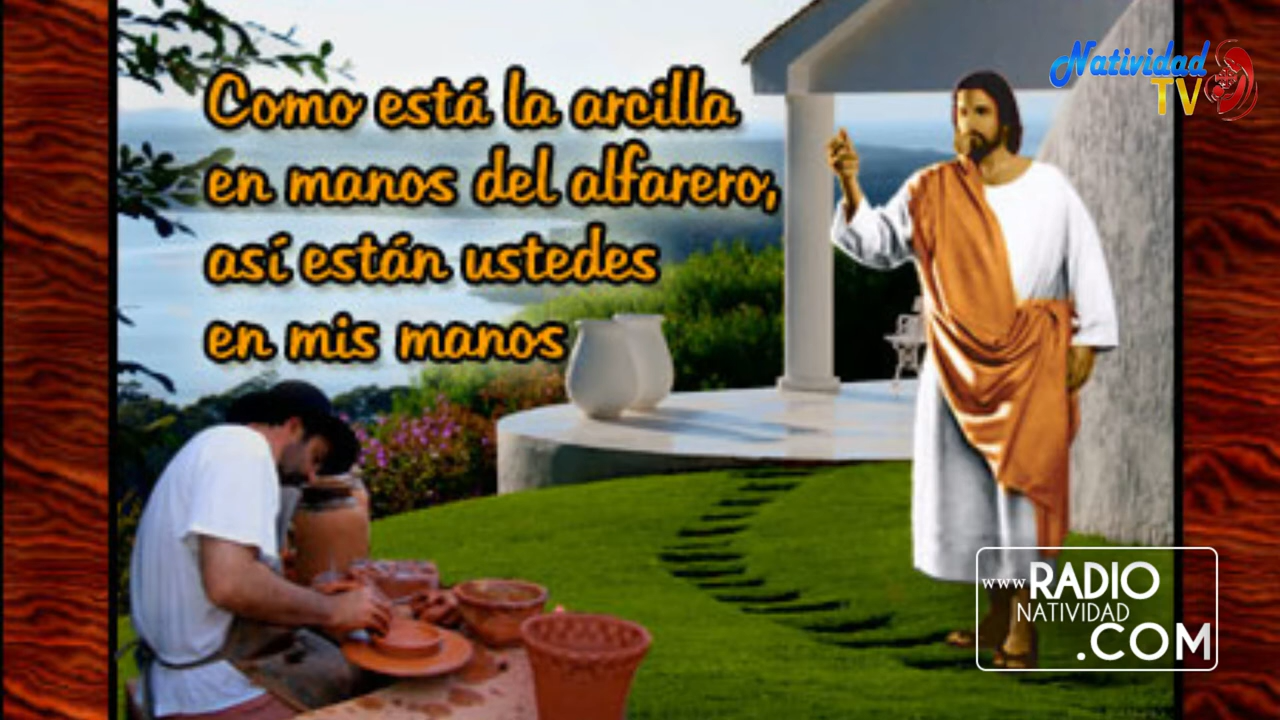 Como está la arcilla
en manos del alfarero,
así están ustedes
en mis manos
Natividad
TV
www RADIO
NATIVIDAD
.COM